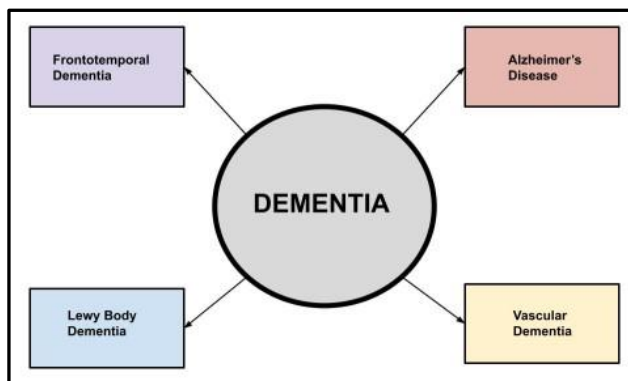 Frontotemporal
Dementia
Alzheimer's
Disease
DEMENTIA
Lewy Body
Dementia
Vascular
Dementia